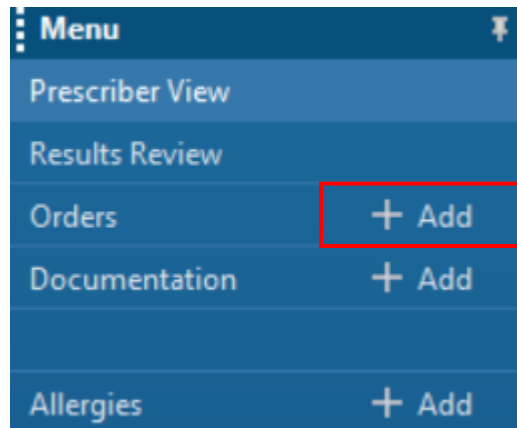 Menu
Prescriber View
Results Review
Orders + Add
Documentation + Add
Allergies + Add